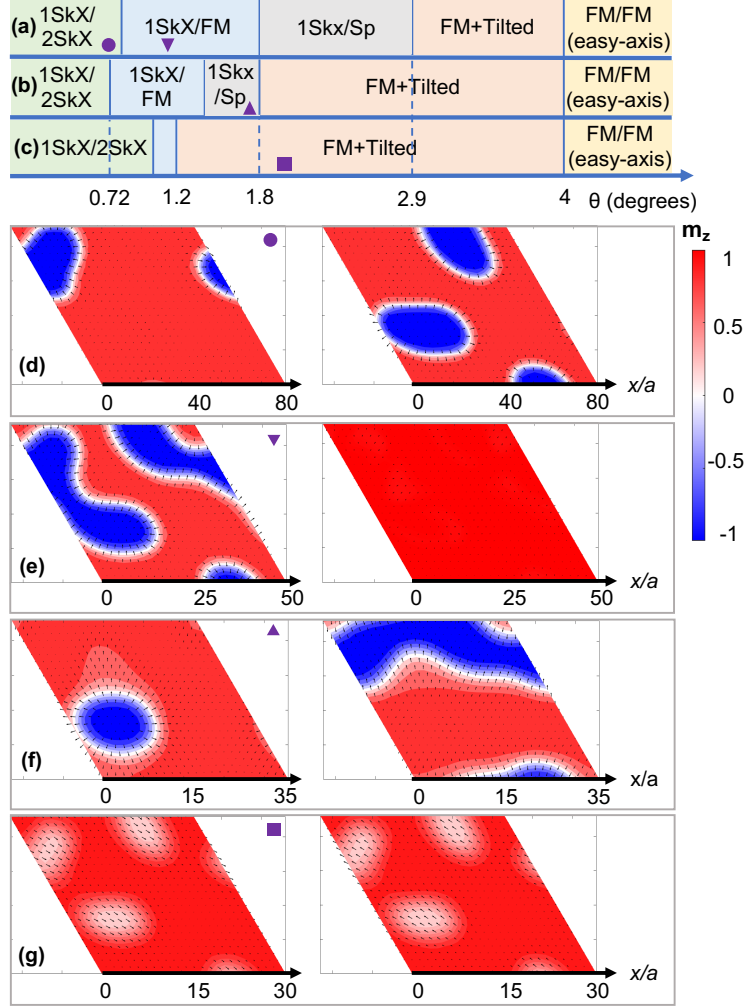 (a) 1SkX/ 2SkX 1SkX/FM 1Skx/Sp FM+Tilted FM/FM (easy-axis)
(b) 1SkX/ 2SkX 1SkX/ FM 1Skx /Sp FM+Tilted FM/FM (easy-axis)
(c) 1SkX/2SkX FM+Tilted FM/FM (easy-axis)
0.72 1.2 1.8 2.9 4 θ (degrees)
m_z
1
0.5
0
-0.5
-1
(d)
0 40 80 0 40 80 x/a
(e)
0 25 50 0 25 50 x/a
(f)
0 15 35 0 15 35 x/a
(g)
0 15 30 0 15 30 x/a